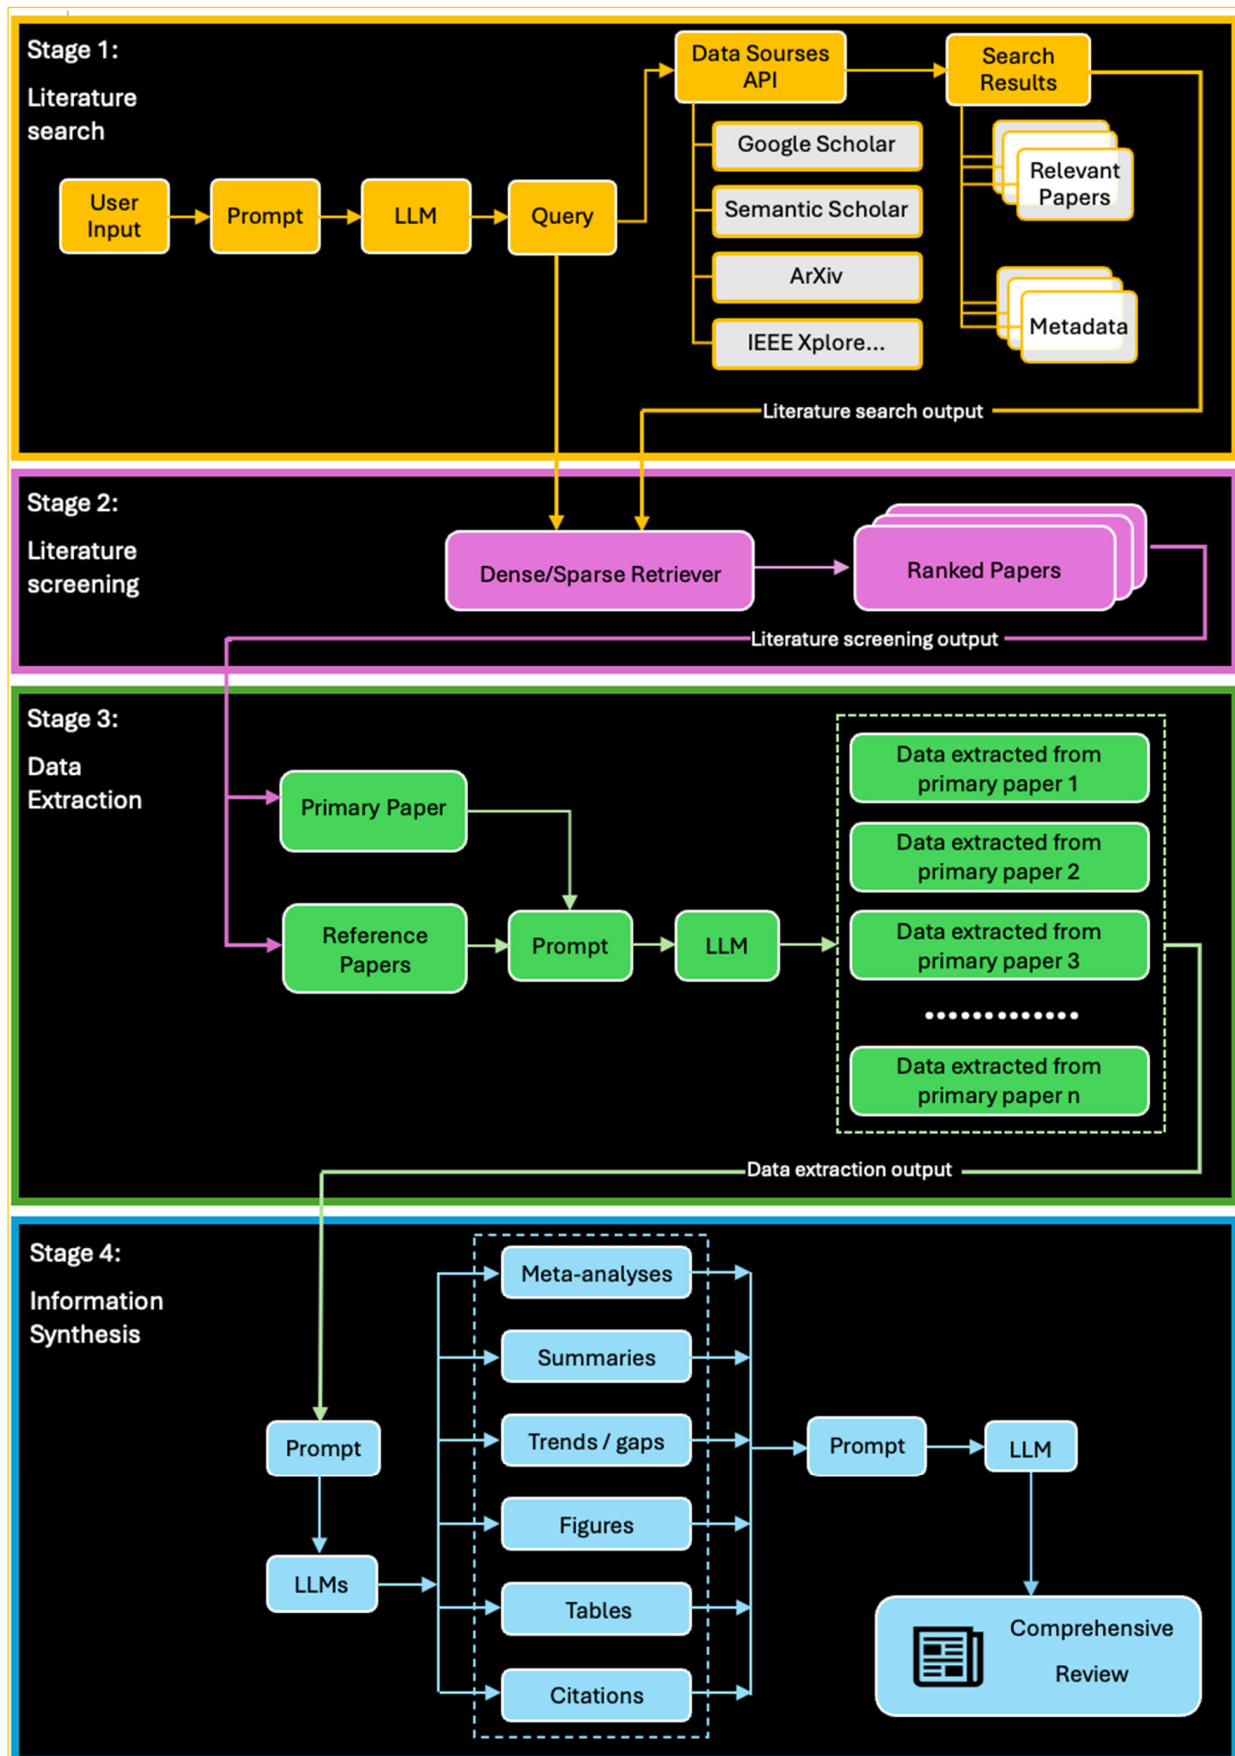 Stage 1:
Literature
search
User
Input
Prompt
LLM
Query
Data Sourses
API
Google Scholar
Semantic Scholar
ArXiv
IEEE Xplore...
Search
Results
Relevant
Papers
Metadata
Literature search output
Stage 2:
Literature
screening
Dense/Sparse Retriever
Ranked Papers
Literature screening output
Stage 3:
Data
Extraction
Primary Paper
Reference
Papers
Prompt
LLM
Data extracted from
primary paper 1
Data extracted from
primary paper 2
Data extracted from
primary paper 3
.............
Data extracted from
primary paper n
Data extraction output
Stage 4:
Information
Synthesis
Prompt
LLMs
Meta-analyses
Summaries
Trends / gaps
Figures
Tables
Citations
Prompt
LLM
Comprehensive
Review